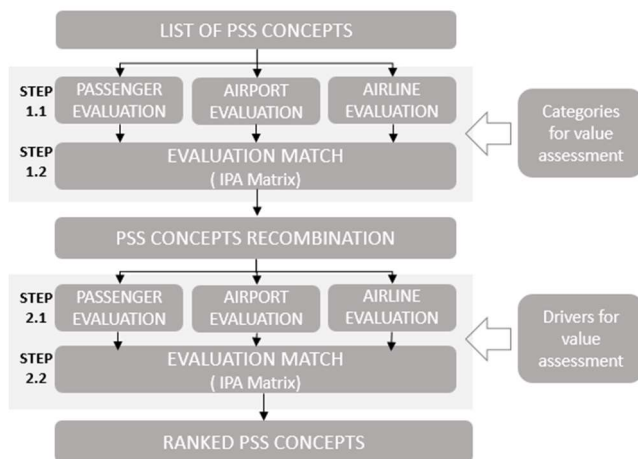 LIST OF PSS CONCEPTS
STEP
1.1
PASSENGER
EVALUATION
AIRPORT
EVALUATION
AIRLINE
EVALUATION
Categories
for value
assessment
STEP
1.2
EVALUATION MATCH
( IPA Matrix)
PSS CONCEPTS RECOMBINATION
STEP
2.1
PASSENGER
EVALUATION
AIRPORT
EVALUATION
AIRLINE
EVALUATION
Drivers for
value
assessment
STEP
2.2
EVALUATION MATCH
( IPA Matrix)
RANKED PSS CONCEPTS